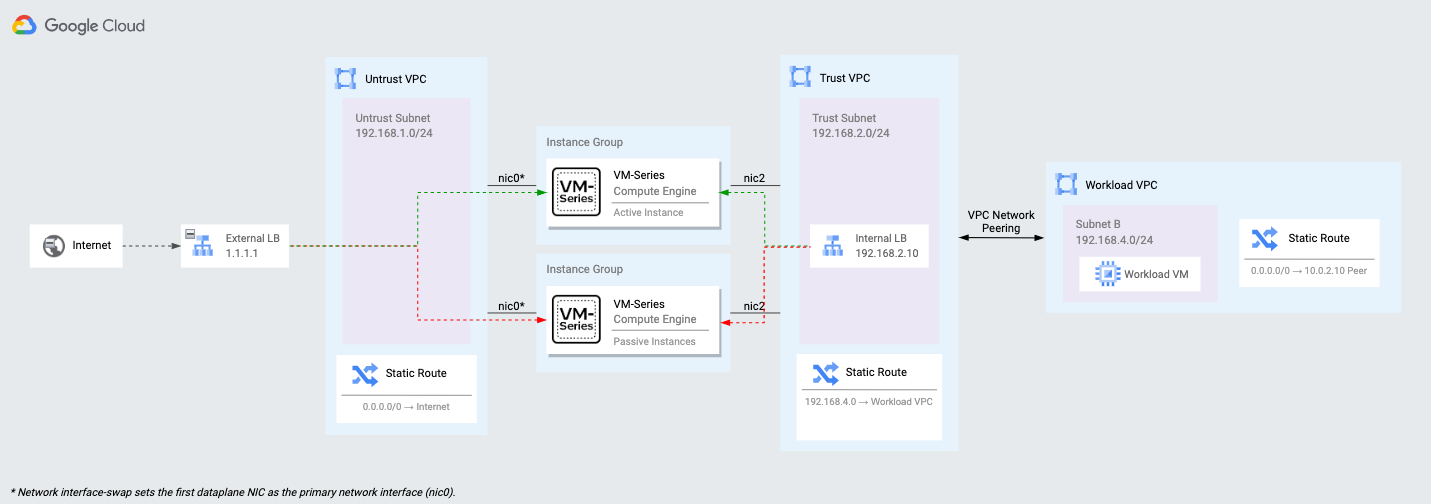 Google Cloud
Untrust VPC
Untrust Subnet
192.168.1.0/24
Internet
External LB
1.1.1.1
Static Route
0.0.0.0/0 → Internet
nic0*
Instance Group
VM-
Series
VM-Series
Compute Engine
Active Instance
nic2
nic0*
Instance Group
VM-
Series
VM-Series
Compute Engine
Passive Instances
nic2
Trust VPC
Trust Subnet
192.168.2.0/24
Internal LB
192.168.2.10
Static Route
192.168.4.0 → Workload VPC
VPC Network
Peering
Workload VPC
Subnet B
192.168.4.0/24
Workload VM
Static Route
0.0.0.0/0 → 10.0.2.10 Peer
* Network interface-swap sets the first dataplane NIC as the primary network interface (nic0).